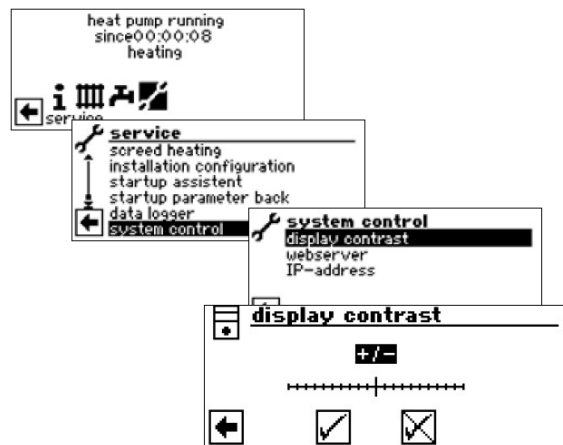 heat pump running
since00:00:08
heating
service
service
screed heating
installation configuration
startup assistent
startup parameter back
data logger
system control
system control
display contrast
webserver
IP-address
display contrast
+/-